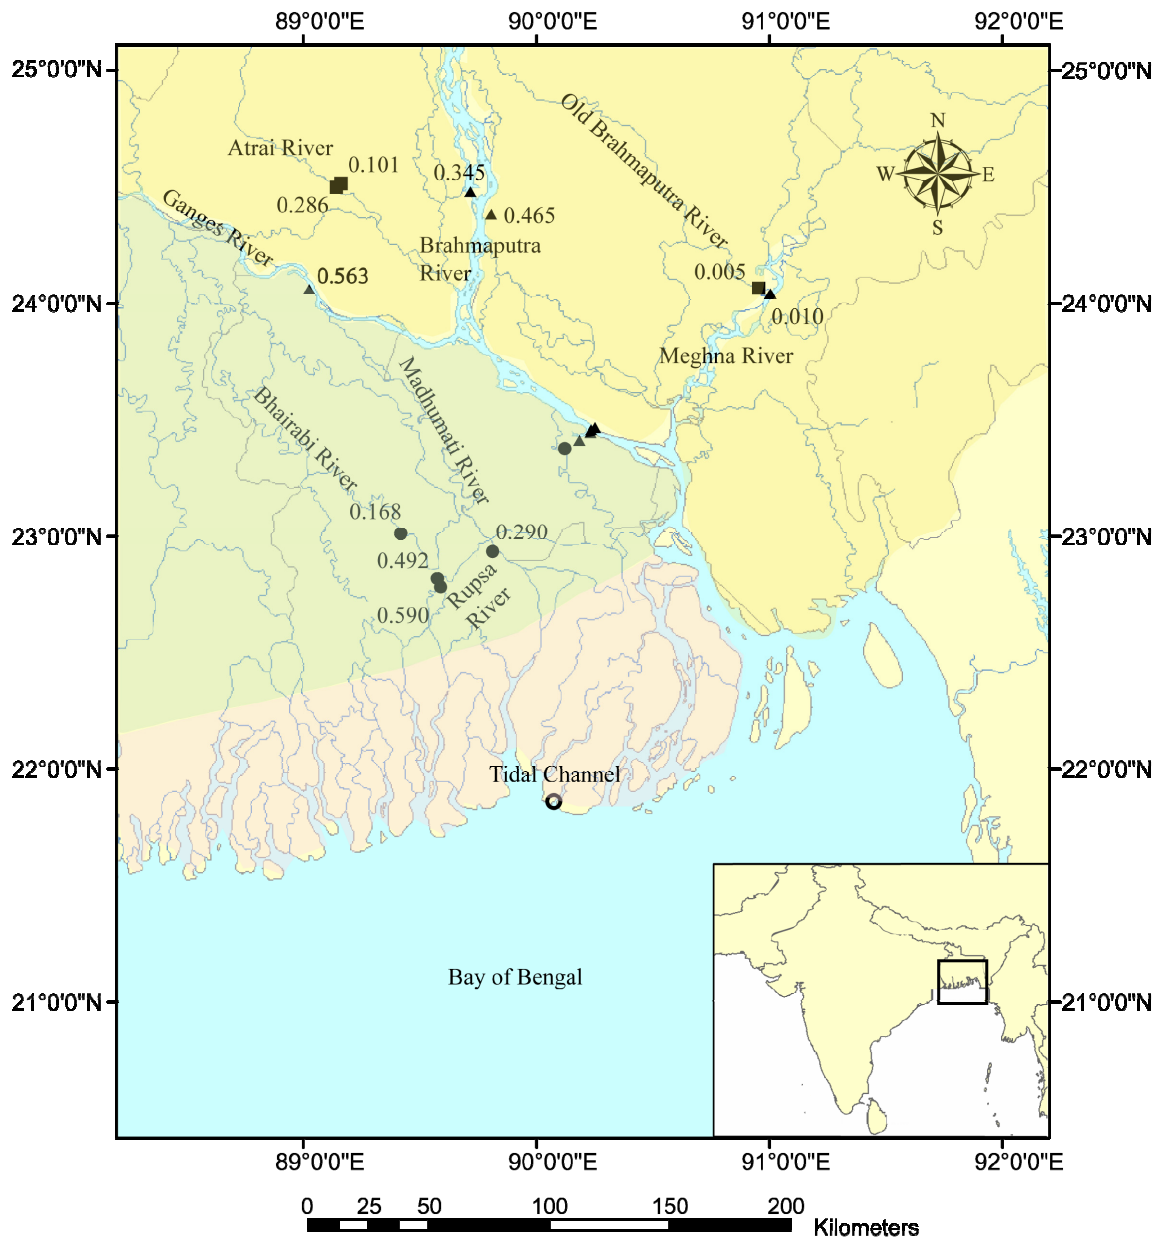 89°0'0"E 90°0'0"E 91°0'0"E 92°0'0"E
25°0'0"N 25°0'0"N
Old Brahmaputra River
N
W E
S
Atrai River
0.101
0.345
0.286
0.465
Ganges River
Brahmaputra
River
0.005
0.563
24°0'0"N 24°0'0"N
0.010
Meghna River
Madhumati River
Bhairabi River
0.168
0.290
23°0'0"N 23°0'0"N
0.492
Rupsa
River
0.590
22°0'0"N 22°0'0"N
Tidal Channel
Bay of Bengal
21°0'0"N 21°0'0"N
89°0'0"E 90°0'0"E 91°0'0"E 92°0'0"E
0 25 50 100 150 200
Kilometers